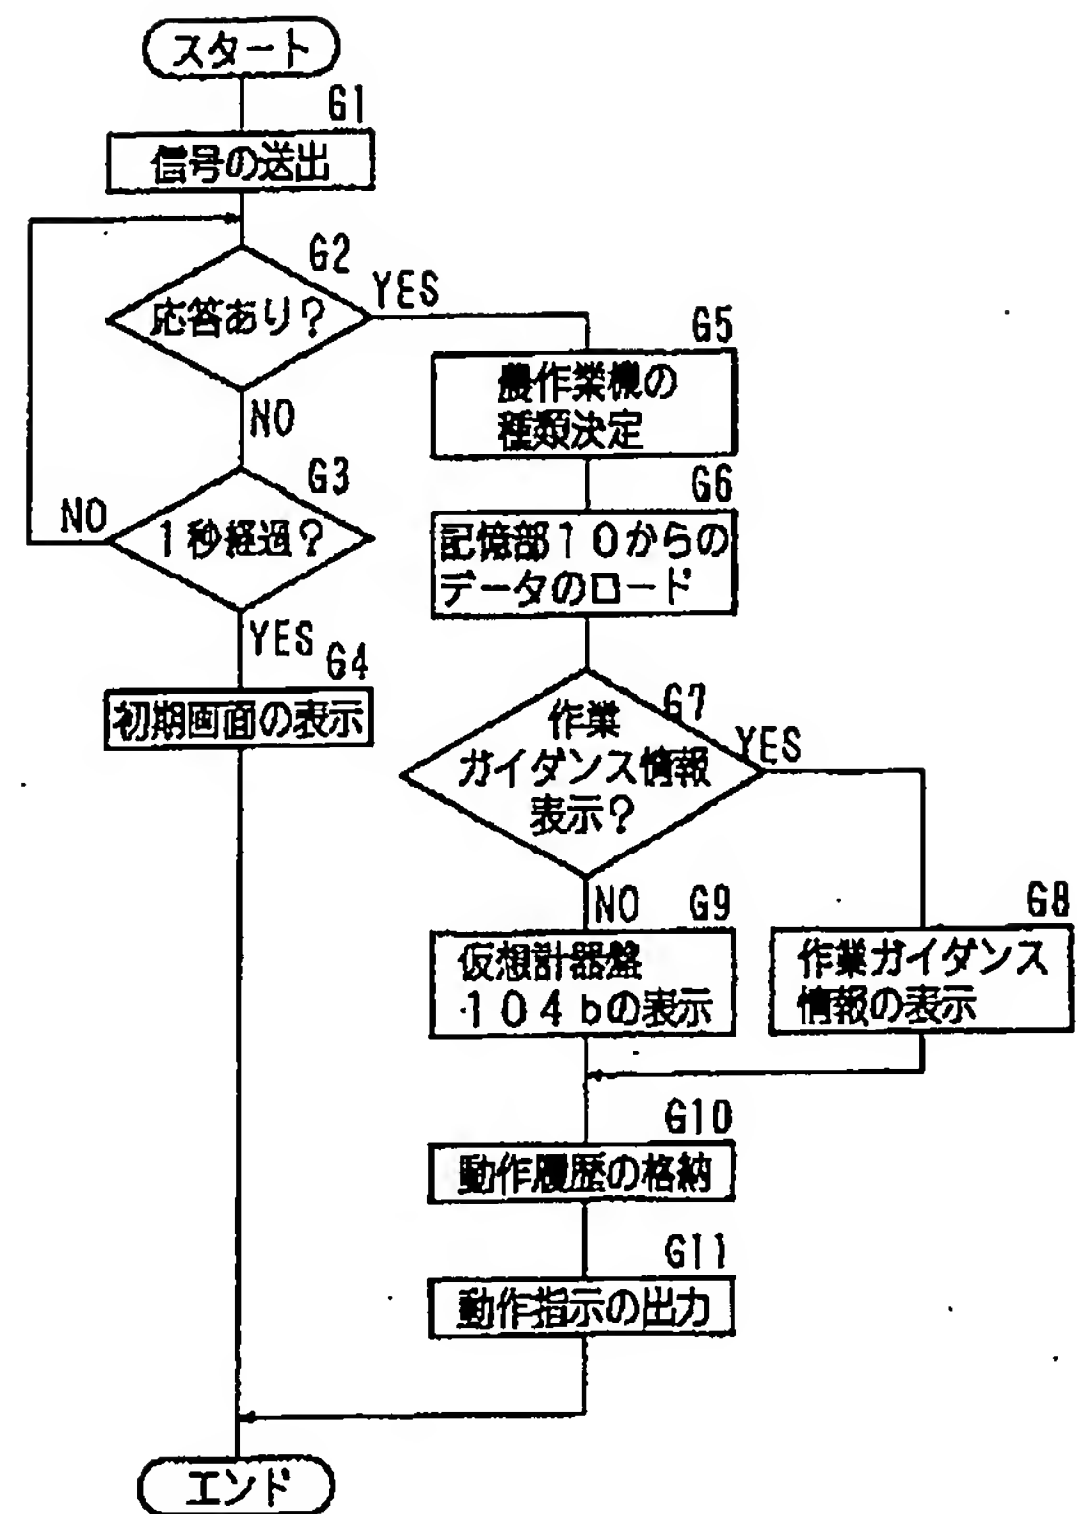 スタート
G1
信号の送出
G2
応答あり?
YES
NO
G3
1秒経過?
NO
YES
G4
初期画面の表示
G5
農作業機の
種類決定
G6
記憶部10からの
データのロード
G7
作業
ガイダンス情報
表示?
YES
NO
G9
仮想計器盤
104bの表示
G8
作業ガイダンス
情報の表示
G10
動作履歴の格納
G11
動作指示の出力
エンド